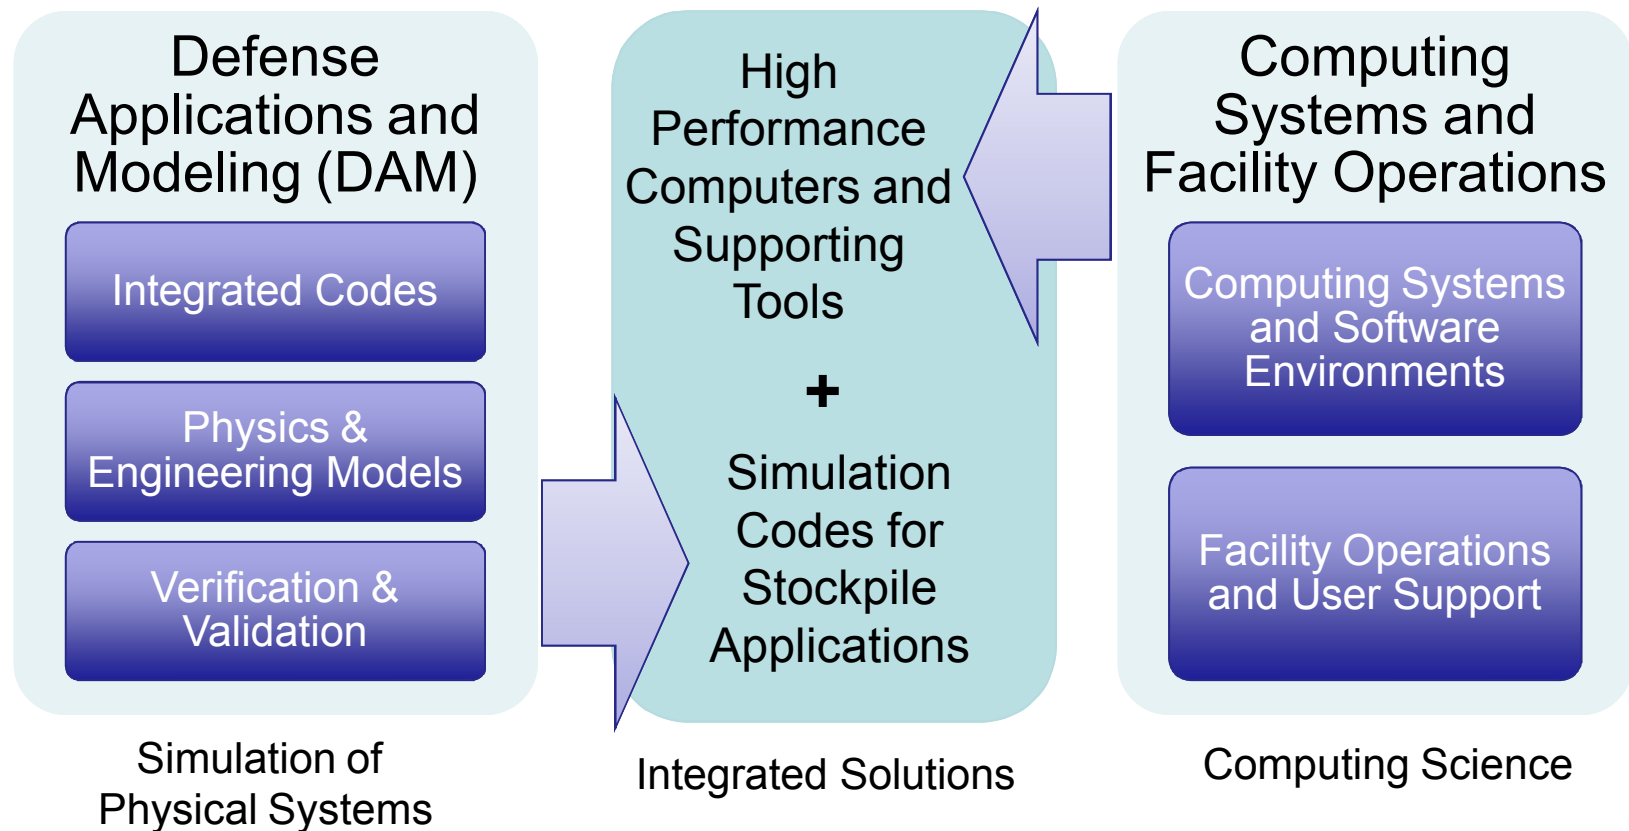 Defense
Applications and
Modeling (DAM)
Integrated Codes
Physics &
Engineering Models
Verification &
Validation
Simulation of
Physical Systems
High
Performance
Computers and
Supporting
Tools
+
Simulation
Codes for
Stockpile
Applications
Integrated Solutions
Computing
Systems and
Facility Operations
Computing Systems
and Software
Environments
Facility Operations
and User Support
Computing Science